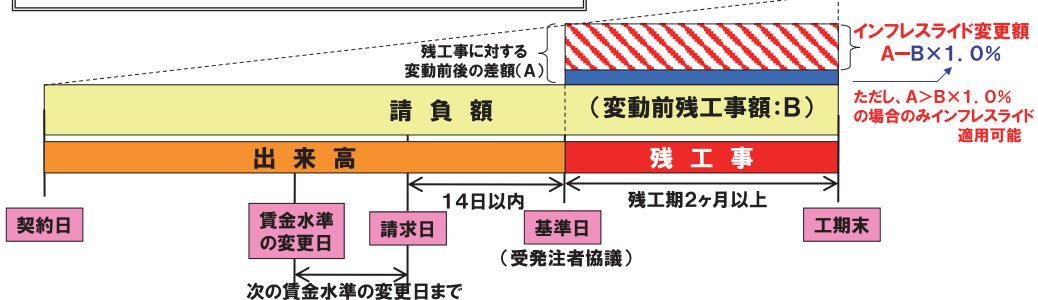 残工事に対する
変動前後の差額(A)
インフレスライド変更額
A－B×1．0%
ただし、A＞B×1．0%
の場合のみインフレスライド
適用可能
請負額
(変動前残工事額:B)
出来高
残工事
14日以内
残工期2ヶ月以上
契約日
賃金水準
の変更日
請求日
基準日
(受発注者協議)
工期末
次の賃金水準の変更日まで